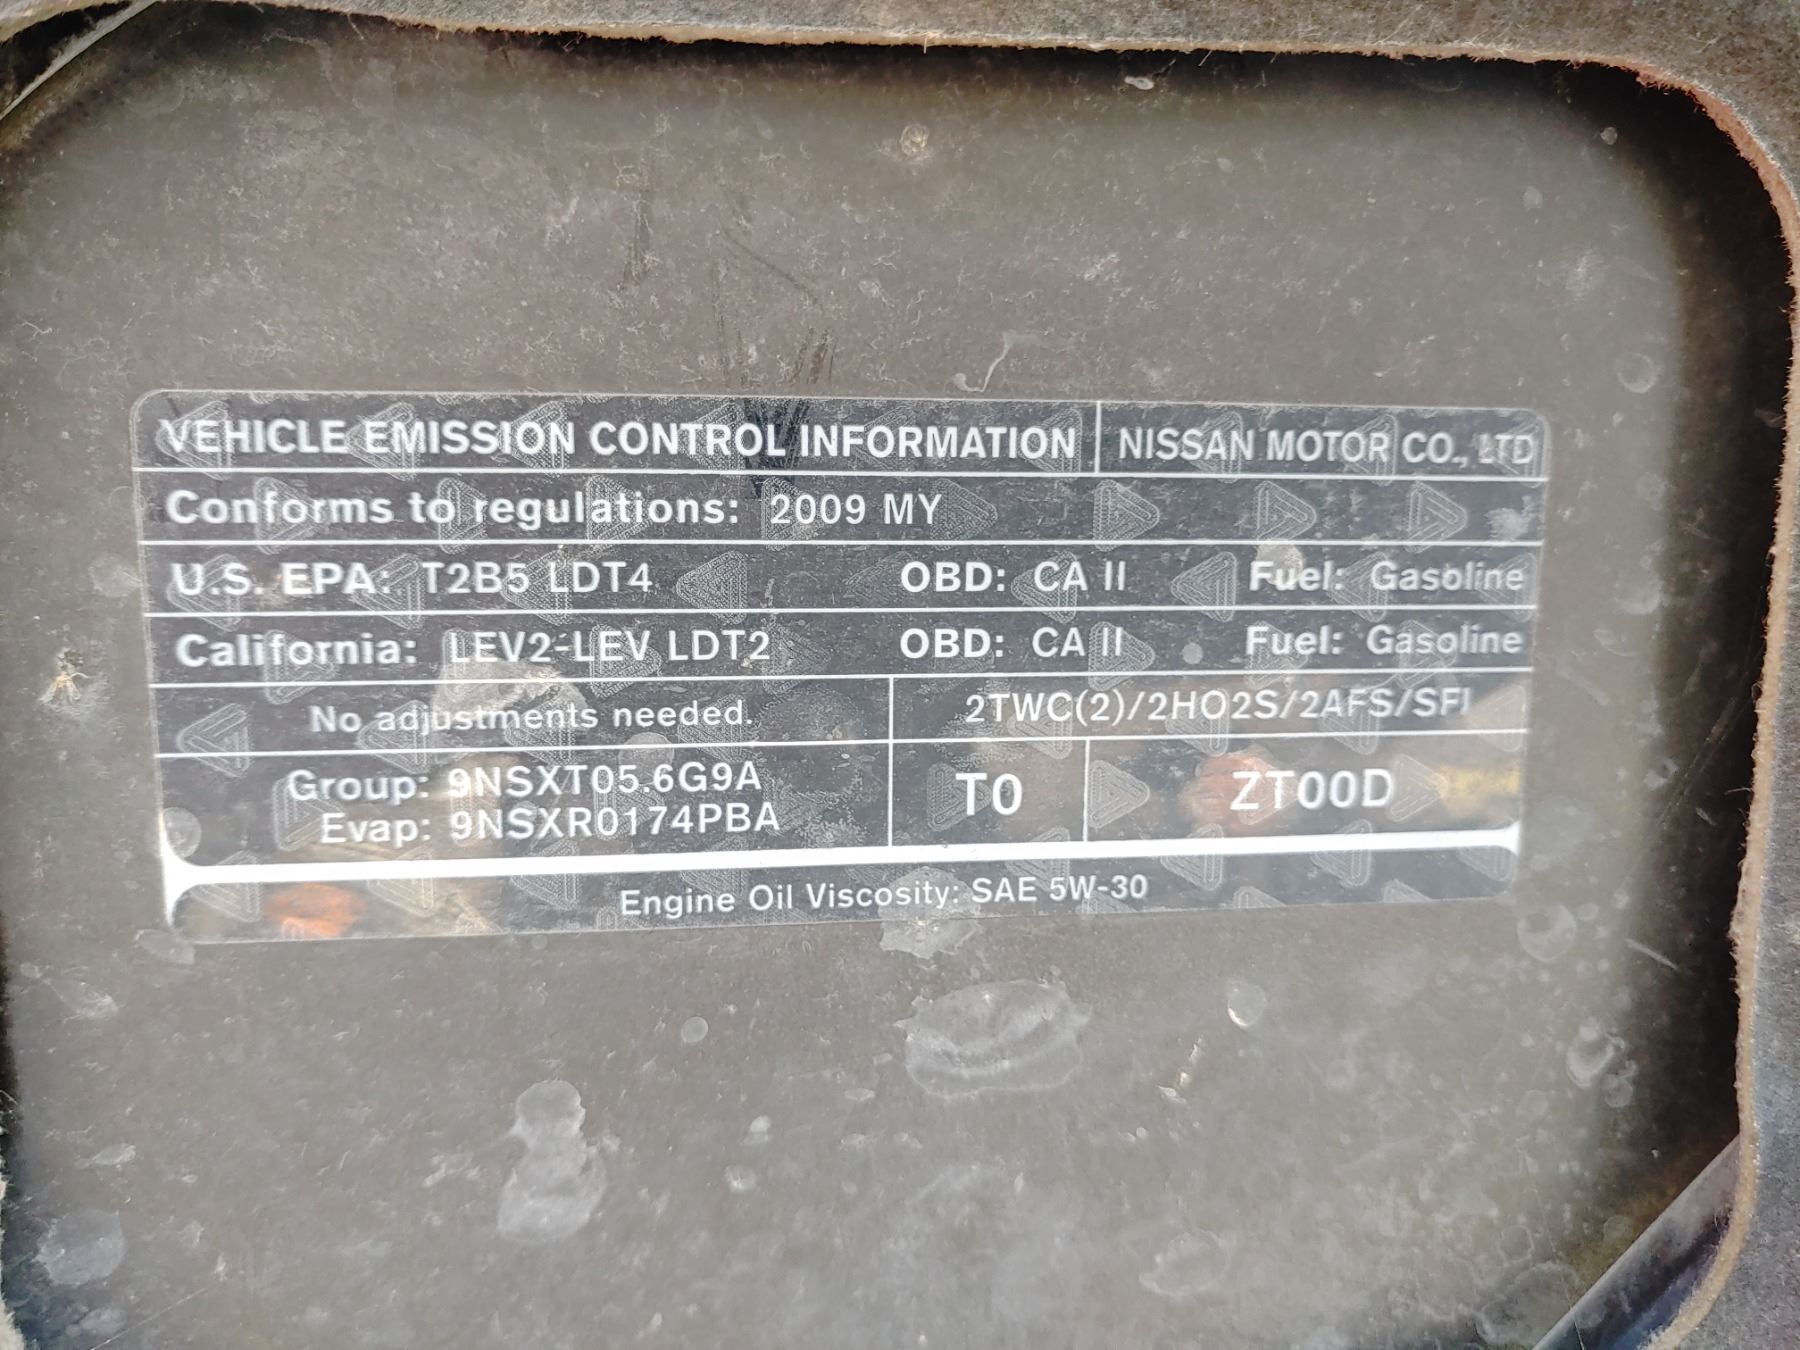 VEHICLE EMISSION CONTROL INFORMATION NISSAN MOTOR CO., LTD
Conforms to regulations: 2009 MY
U.S. EPA: T2B5 LDT4 OBD: CA II Fuel: Gasoline
California: LEV2-LEV LDT2 OBD: CA II Fuel: Gasoline
No adjustments needed. 2TWC(2)/2HO2S/2AFS/SFI
Group: 9NSXT05.6G9A
Evap: 9NSXR0174PBA
T0 ZT00D
Engine Oil Viscosity: SAE 5W-30